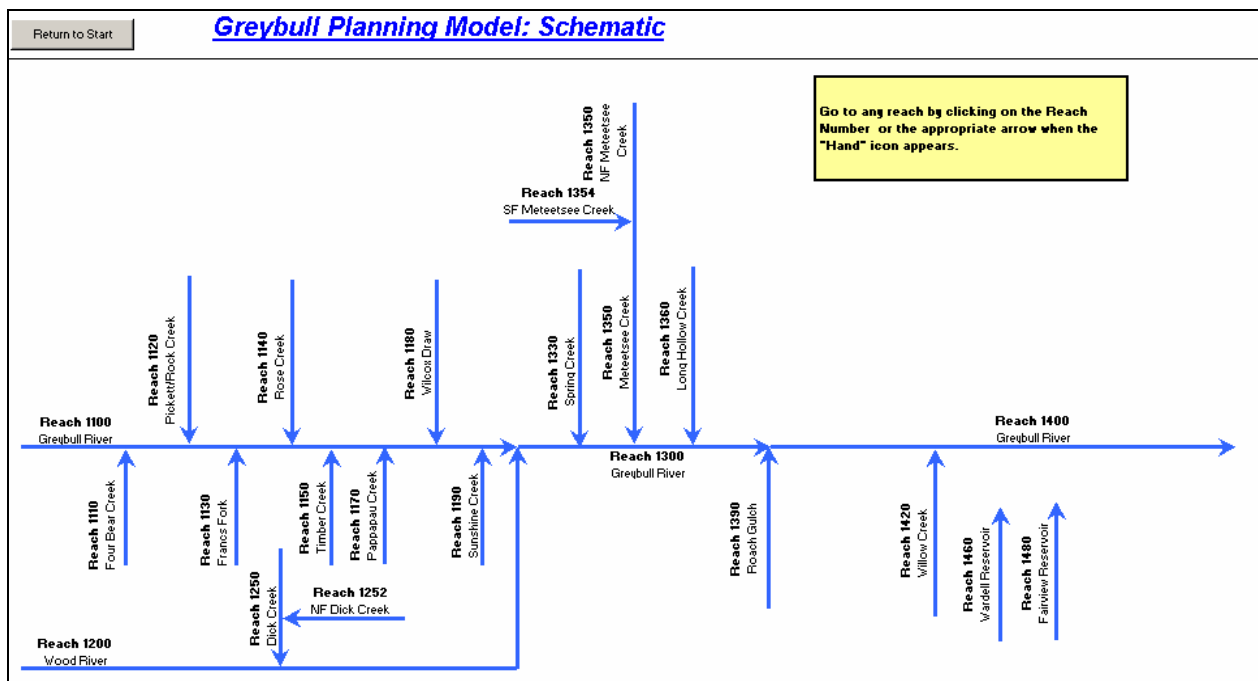 Return to Start
Greybull Planning Model: Schematic
Go to any reach by clicking on the Reach
Number or the appropriate arrow when the
"Hand" icon appears.
Reach 1350
NF Meteetsee
Creek
Reach 1354
SF Meteetsee Creek
Reach 1120
Pickett/Rock Creek
Reach 1140
Rose Creek
Reach 1180
Wilcox Draw
Reach 1330
Spring Creek
Reach 1350
Meteetsee Creek
Reach 1360
Long Hollow Creek
Reach 1100
Greybull River
Reach 1300
Greybull River
Reach 1400
Greybull River
Reach 1110
Four Bear Creek
Reach 1130
Francs Fork
Reach 1150
Timber Creek
Reach 1170
Pappapau Creek
Reach 1190
Sunshine Creek
Reach 1390
Roach Gulch
Reach 1420
Willow Creek
Reach 1460
Wardell Reservoir
Reach 1480
Fairview Reservoir
Reach 1250
Dick Creek
Reach 1252
NF Dick Creek
Reach 1200
Wood River